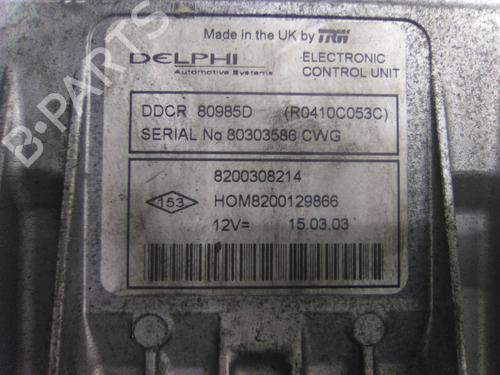 Made in the UK by TRW
DELPHI
Automotive Systems
ELECTRONIC
CONTROL UNIT
DDCR 80985D (R0410C053C)
SERIAL No 80303586 CWG
8200308214
153
HOM8200129866
12V= 15.03.03
B-PARTS